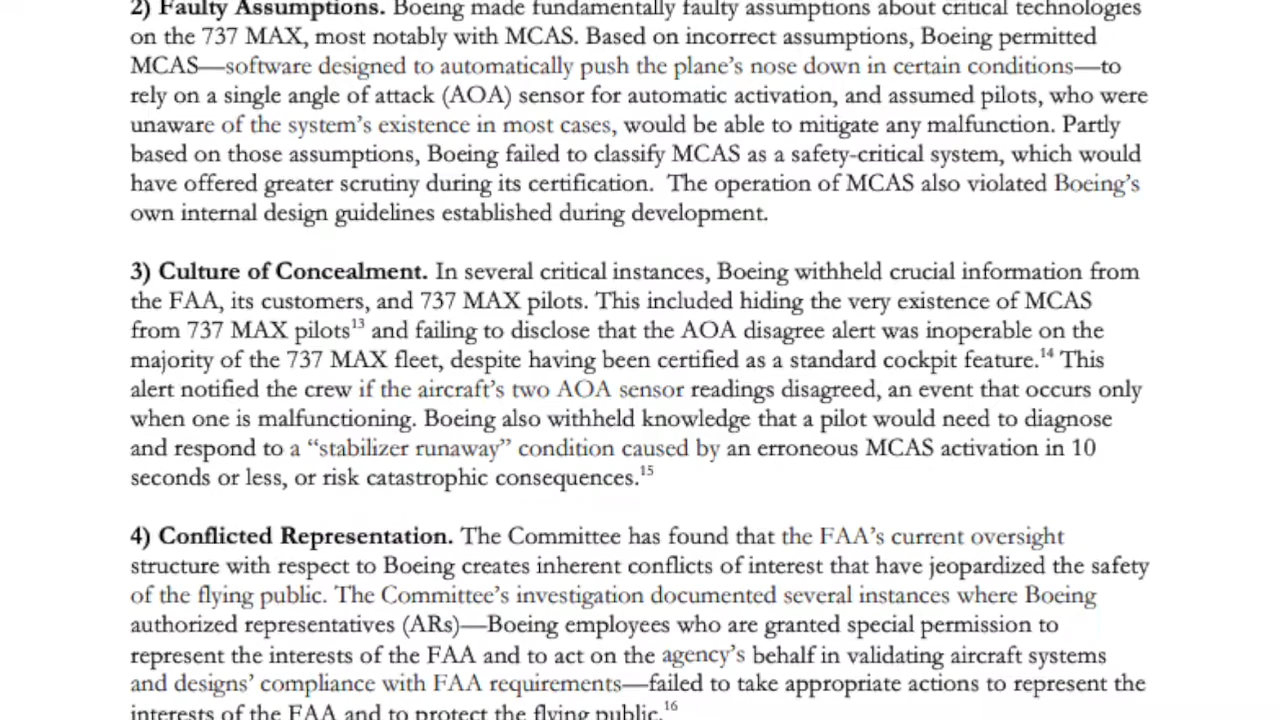 2) Faulty Assumptions. Boeing made fundamentally faulty assumptions about critical technologies
on the 737 MAX, most notably with MCAS. Based on incorrect assumptions, Boeing permitted
MCAS—software designed to automatically push the plane’s nose down in certain conditions—to
rely on a single angle of attack (AOA) sensor for automatic activation, and assumed pilots, who were
unaware of the system’s existence in most cases, would be able to mitigate any malfunction. Partly
based on those assumptions, Boeing failed to classify MCAS as a safety-critical system, which would
have offered greater scrutiny during its certification.  The operation of MCAS also violated Boeing’s
own internal design guidelines established during development.
3) Culture of Concealment. In several critical instances, Boeing withheld crucial information from
the FAA, its customers, and 737 MAX pilots. This included hiding the very existence of MCAS
from 737 MAX pilots¹³ and failing to disclose that the AOA disagree alert was inoperable on the
majority of the 737 MAX fleet, despite having been certified as a standard cockpit feature.¹⁴ This
alert notified the crew if the aircraft’s two AOA sensor readings disagreed, an event that occurs only
when one is malfunctioning. Boeing also withheld knowledge that a pilot would need to diagnose
and respond to a “stabilizer runaway” condition caused by an erroneous MCAS activation in 10
seconds or less, or risk catastrophic consequences.¹⁵
4) Conflicted Representation. The Committee has found that the FAA’s current oversight
structure with respect to Boeing creates inherent conflicts of interest that have jeopardized the safety
of the flying public. The Committee’s investigation documented several instances where Boeing
authorized representatives (ARs)—Boeing employees who are granted special permission to
represent the interests of the FAA and to act on the agency’s behalf in validating aircraft systems
and designs’ compliance with FAA requirements—failed to take appropriate actions to represent the
interests of the FAA and to protect the flying public.¹⁶